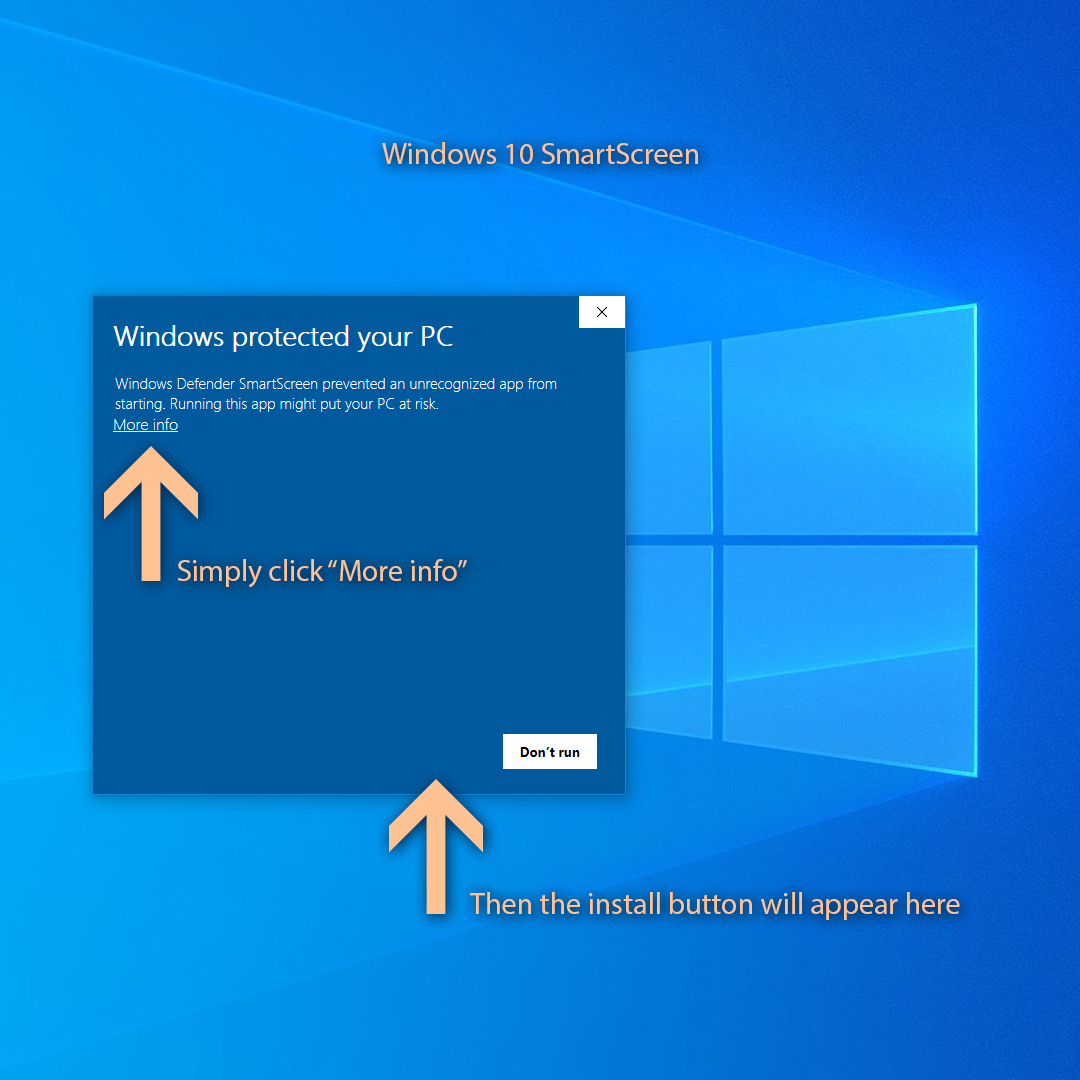 Windows 10 SmartScreen
Windows protected your PC
Windows Defender SmartScreen prevented an unrecognized app from
starting. Running this app might put your PC at risk.
More info
Simply click “More info”
Don’t run
Then the install button will appear here